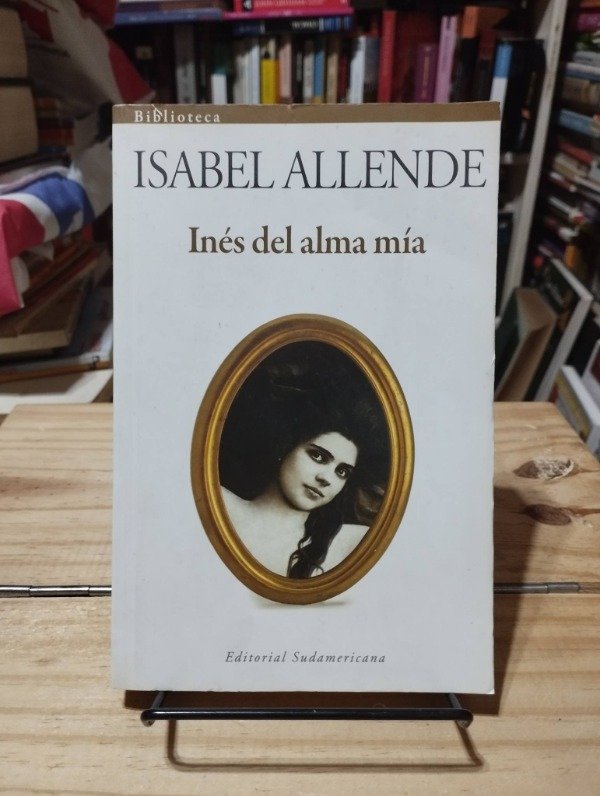 Biblioteca
ISABEL ALLENDE
Inés del alma mía
Editorial Sudamericana